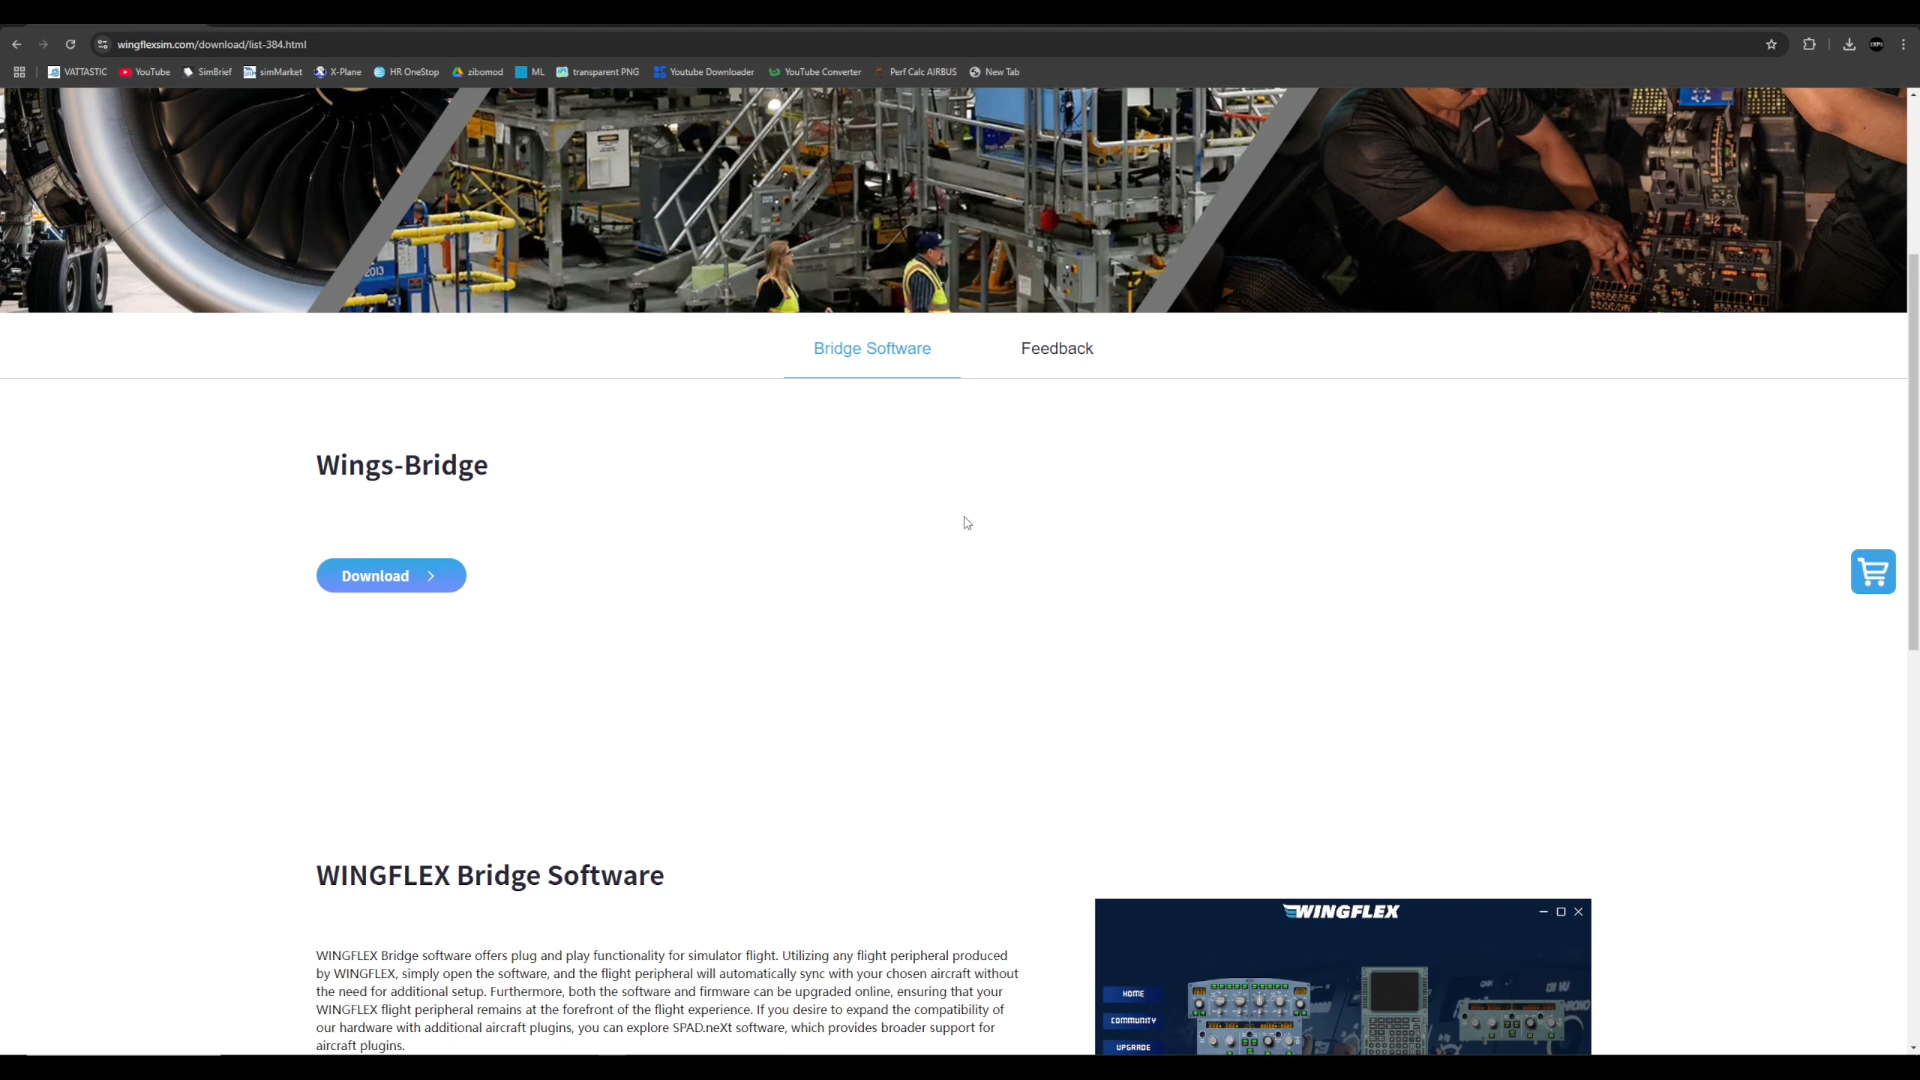 wingflexsim.com/download/list-384.html
VATTASTIC YouTube SimBrief simMarket X-Plane HR OneStop zibomod ML transparent PNG Youtube Downloader YouTube Converter Perf Calc AIRBUS New Tab
2013
Bridge Software Feedback
Wings-Bridge
Download
WINGFLEX Bridge Software
WINGFLEX Bridge software offers plug and play functionality for simulator flight. Utilizing any flight peripheral produced
by WINGFLEX, simply open the software, and the flight peripheral will automatically sync with your chosen aircraft without
the need for additional setup. Furthermore, both the software and firmware can be upgraded online, ensuring that your
WINGFLEX flight peripheral remains at the forefront of the flight experience. If you desire to expand the compatibility of
our hardware with additional aircraft plugins, you can explore SPAD.neXt software, which provides broader support for
aircraft plugins.
WINGFLEX
HOME
COMMUNITY
UPGRADE